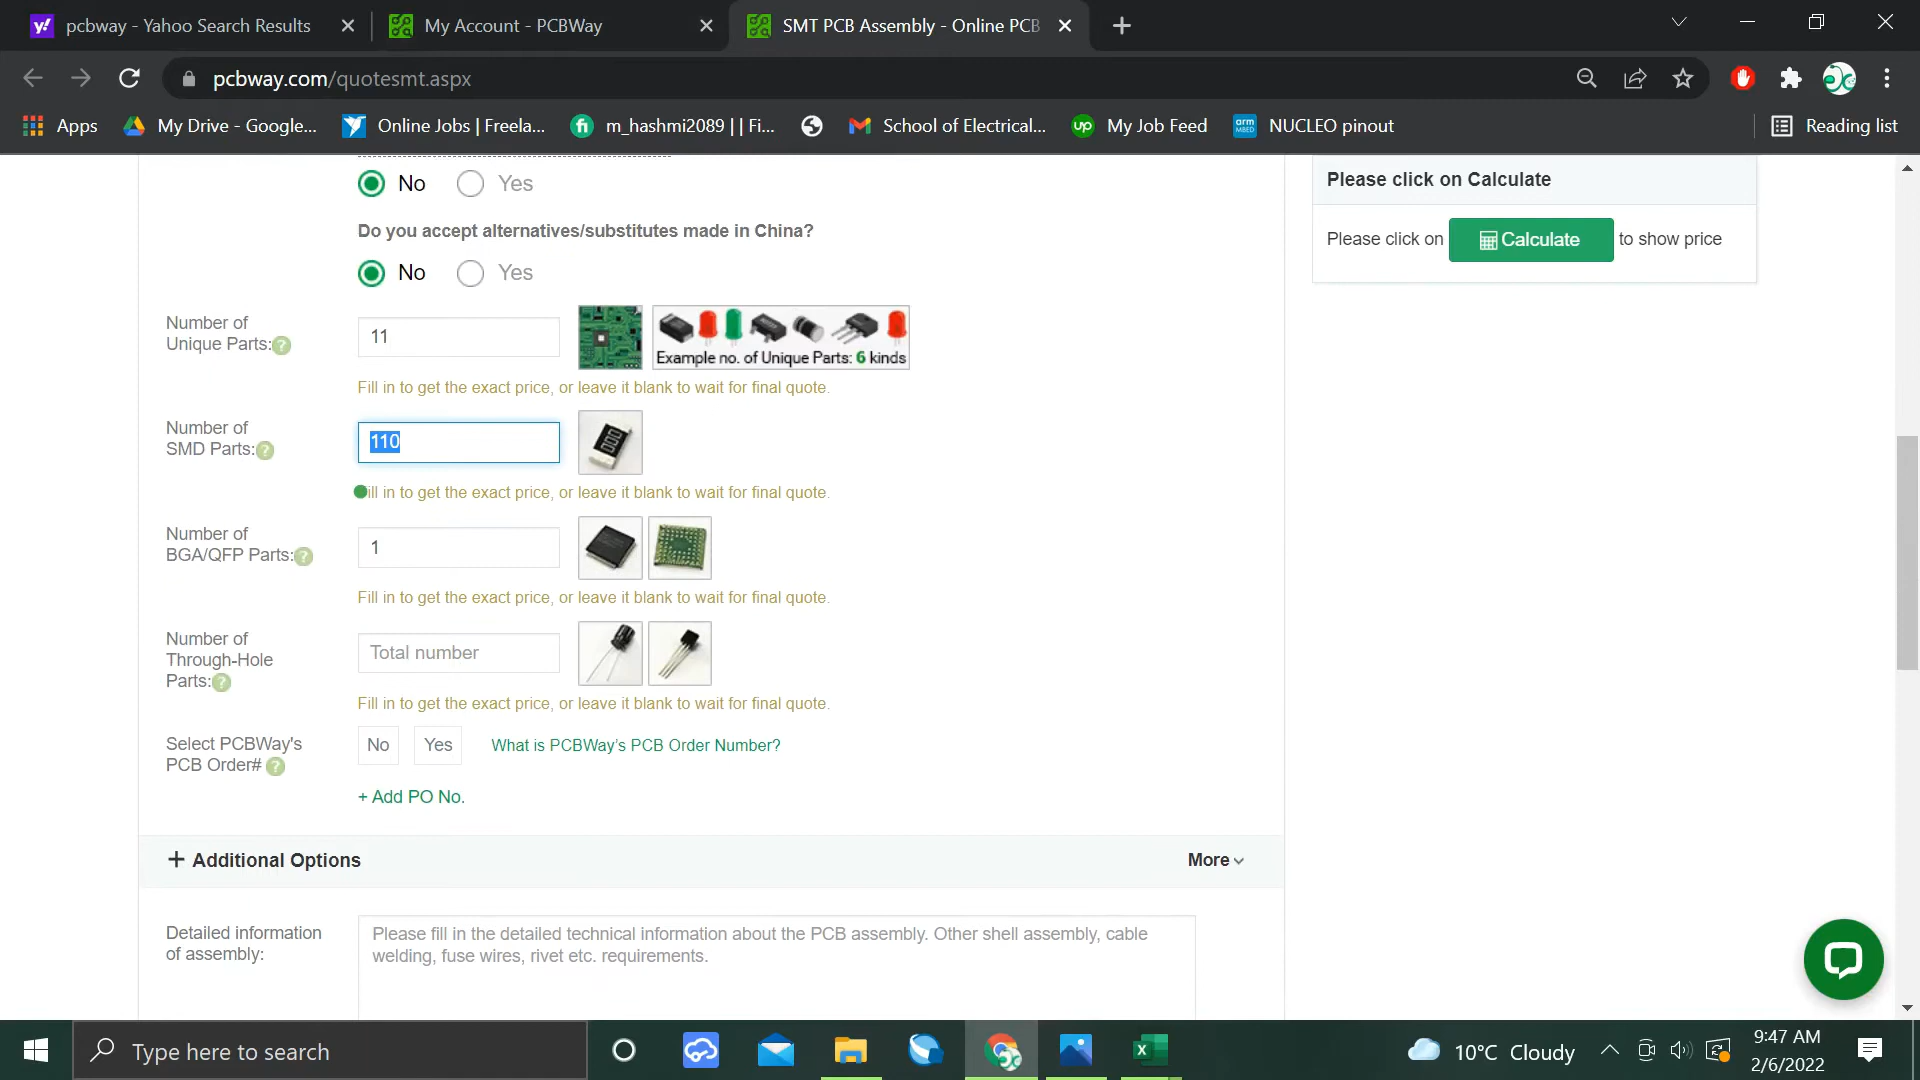 pcbway - Yahoo Search Results
My Account - PCBWay
SMT PCB Assembly - Online PCB
pcbway.com/quotesmt.aspx
Apps
My Drive - Google...
Online Jobs | Freela...
m_hashmi2089 | | Fi...
School of Electrical...
My Job Feed
NUCLEO pinout
Reading list
No
Yes
Do you accept alternatives/substitutes made in China?
No
Yes
Please click on Calculate
Please click on
Calculate
to show price
Number of
Unique Parts:
11
Example no. of Unique Parts: 6 kinds
Fill in to get the exact price, or leave it blank to wait for final quote.
Number of
SMD Parts:
110
ill in to get the exact price, or leave it blank to wait for final quote.
Number of
BGA/QFP Parts:
1
Fill in to get the exact price, or leave it blank to wait for final quote.
Number of
Through-Hole
Parts:
Total number
Fill in to get the exact price, or leave it blank to wait for final quote.
Select PCBWay's
PCB Order#
No
Yes
What is PCBWay's PCB Order Number?
+ Add PO No.
+ Additional Options
More
Detailed information
of assembly:
Please fill in the detailed technical information about the PCB assembly. Other shell assembly, cable
welding, fuse wires, rivet etc. requirements.
Type here to search
10°C Cloudy
9:47 AM
2/6/2022